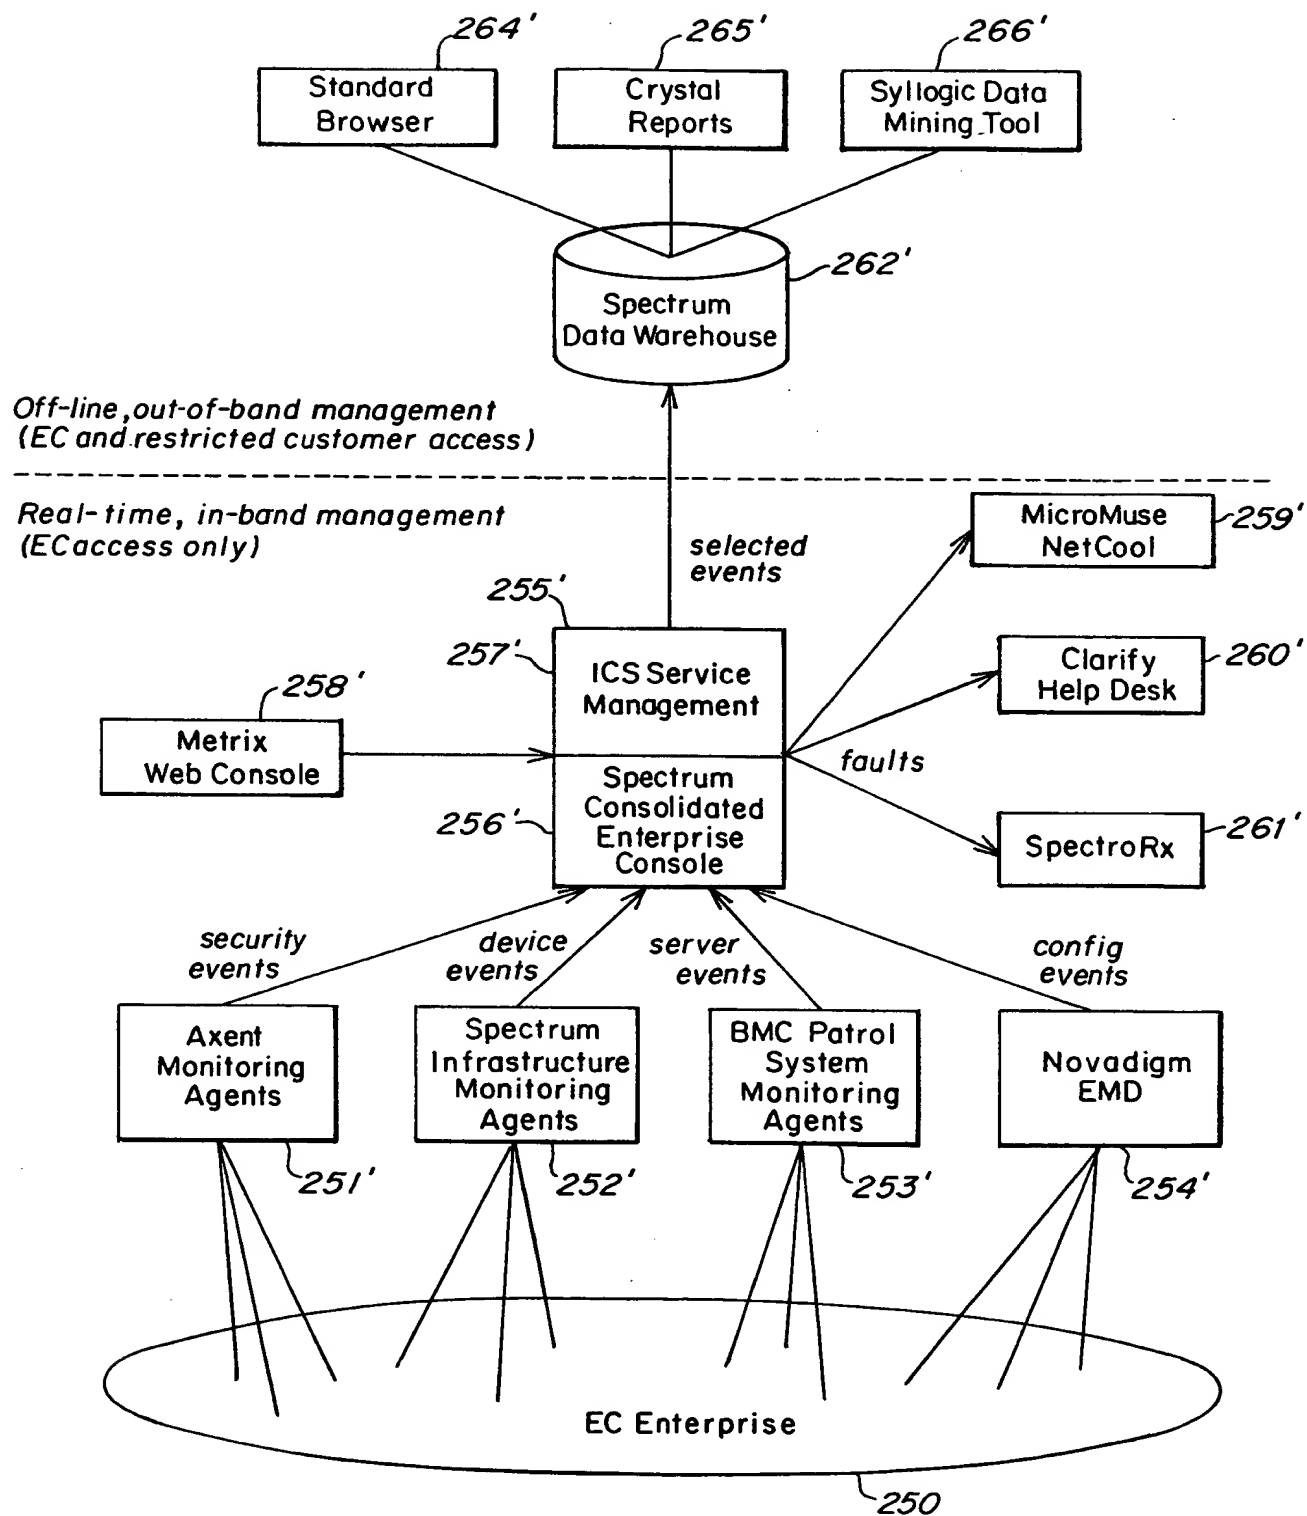 264'
265'
266'
Standard
Browser
Crystal
Reports
Syllogic Data
Mining Tool
262'
Spectrum
Data Warehouse
Off-line, out-of-band management
(EC and restricted customer access)
Real-time, in-band management
(EC access only)
selected
events
MicroMuse
NetCool
259'
255'
257'
ICS Service
Management
Clarify
Help Desk
260'
258'
Metrix
Web Console
faults
256'
Spectrum
Consolidated
Enterprise
Console
SpectroRx
261'
security
events
device
events
server
events
config
events
Axent
Monitoring
Agents
Spectrum
Infrastructure
Monitoring
Agents
BMC Patrol
System
Monitoring
Agents
Novadigm
EMD
251'
252'
253'
254'
EC Enterprise
250